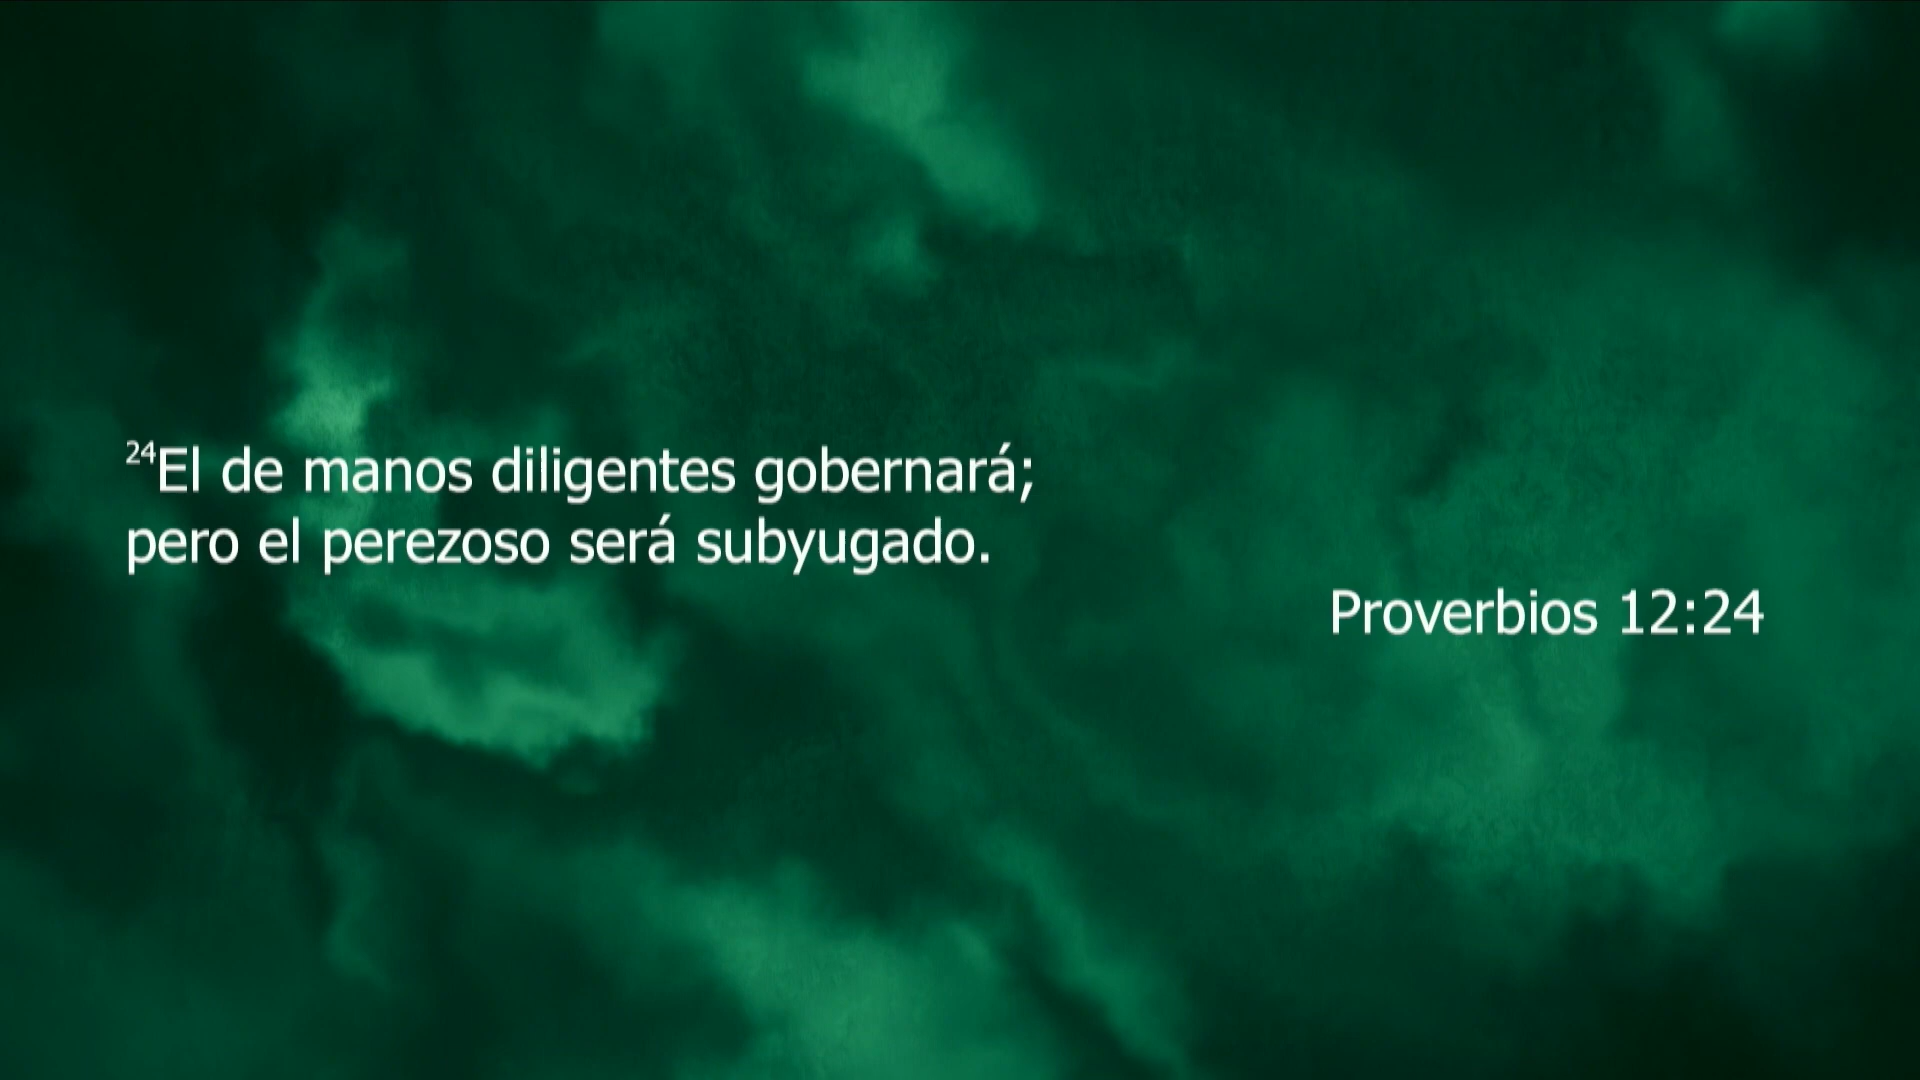 24El de manos diligentes gobernará;
pero el perezoso será subyugado.
Proverbios 12:24